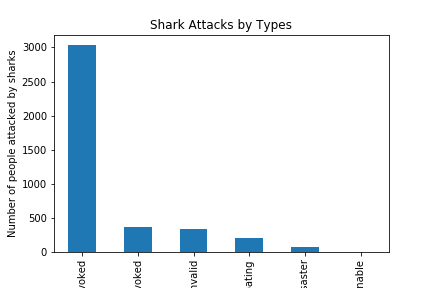 Shark Attacks by Types
Number of people attacked by sharks
3000
2500
2000
1500
1000
500
0
voked
voked
nvalid
ating
saster
nable